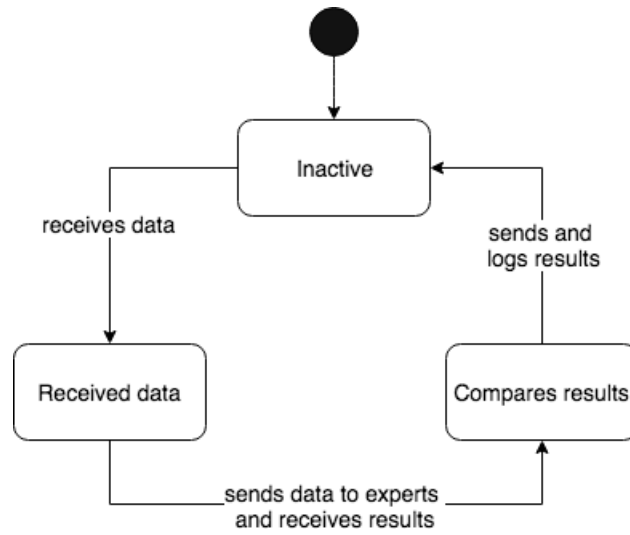 Inactive
receives data
sends and
logs results
Received data
Compares results
sends data to experts
and receives results